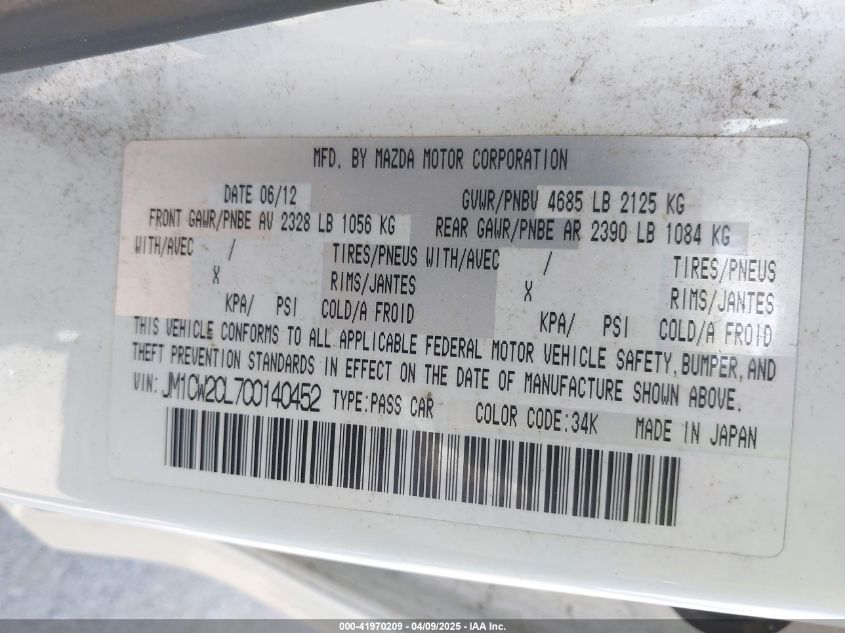 MFD. BY MAZDA MOTOR CORPORATION
DATE 06/12 GVWR/PNBV 4685 LB 2125 KG
FRONT GAWR/PNBE AV 2328 LB 1056 KG REAR GAWR/PNBE AR 2390 LB 1084 KG
WITH/AVEC / TIRES/PNEUS WITH/AVEC / TIRES/PNEUS
X RIMS/JANTES X RIMS/JANTES
KPA/ PSI COLD/A FROID KPA/ PSI COLD/A FROID
THIS VEHICLE CONFORMS TO ALL APPLICABLE FEDERAL MOTOR VEHICLE SAFETY, BUMPER, AND
THEFT PREVENTION STANDARDS IN EFFECT ON THE DATE OF MANUFACTURE SHOWN ABOVE.
VIN: JM1CW2CL7C0140452 TYPE:PASS CAR COLOR CODE:34K MADE IN JAPAN
000-41970209 - 04/09/2025 - IAA Inc.